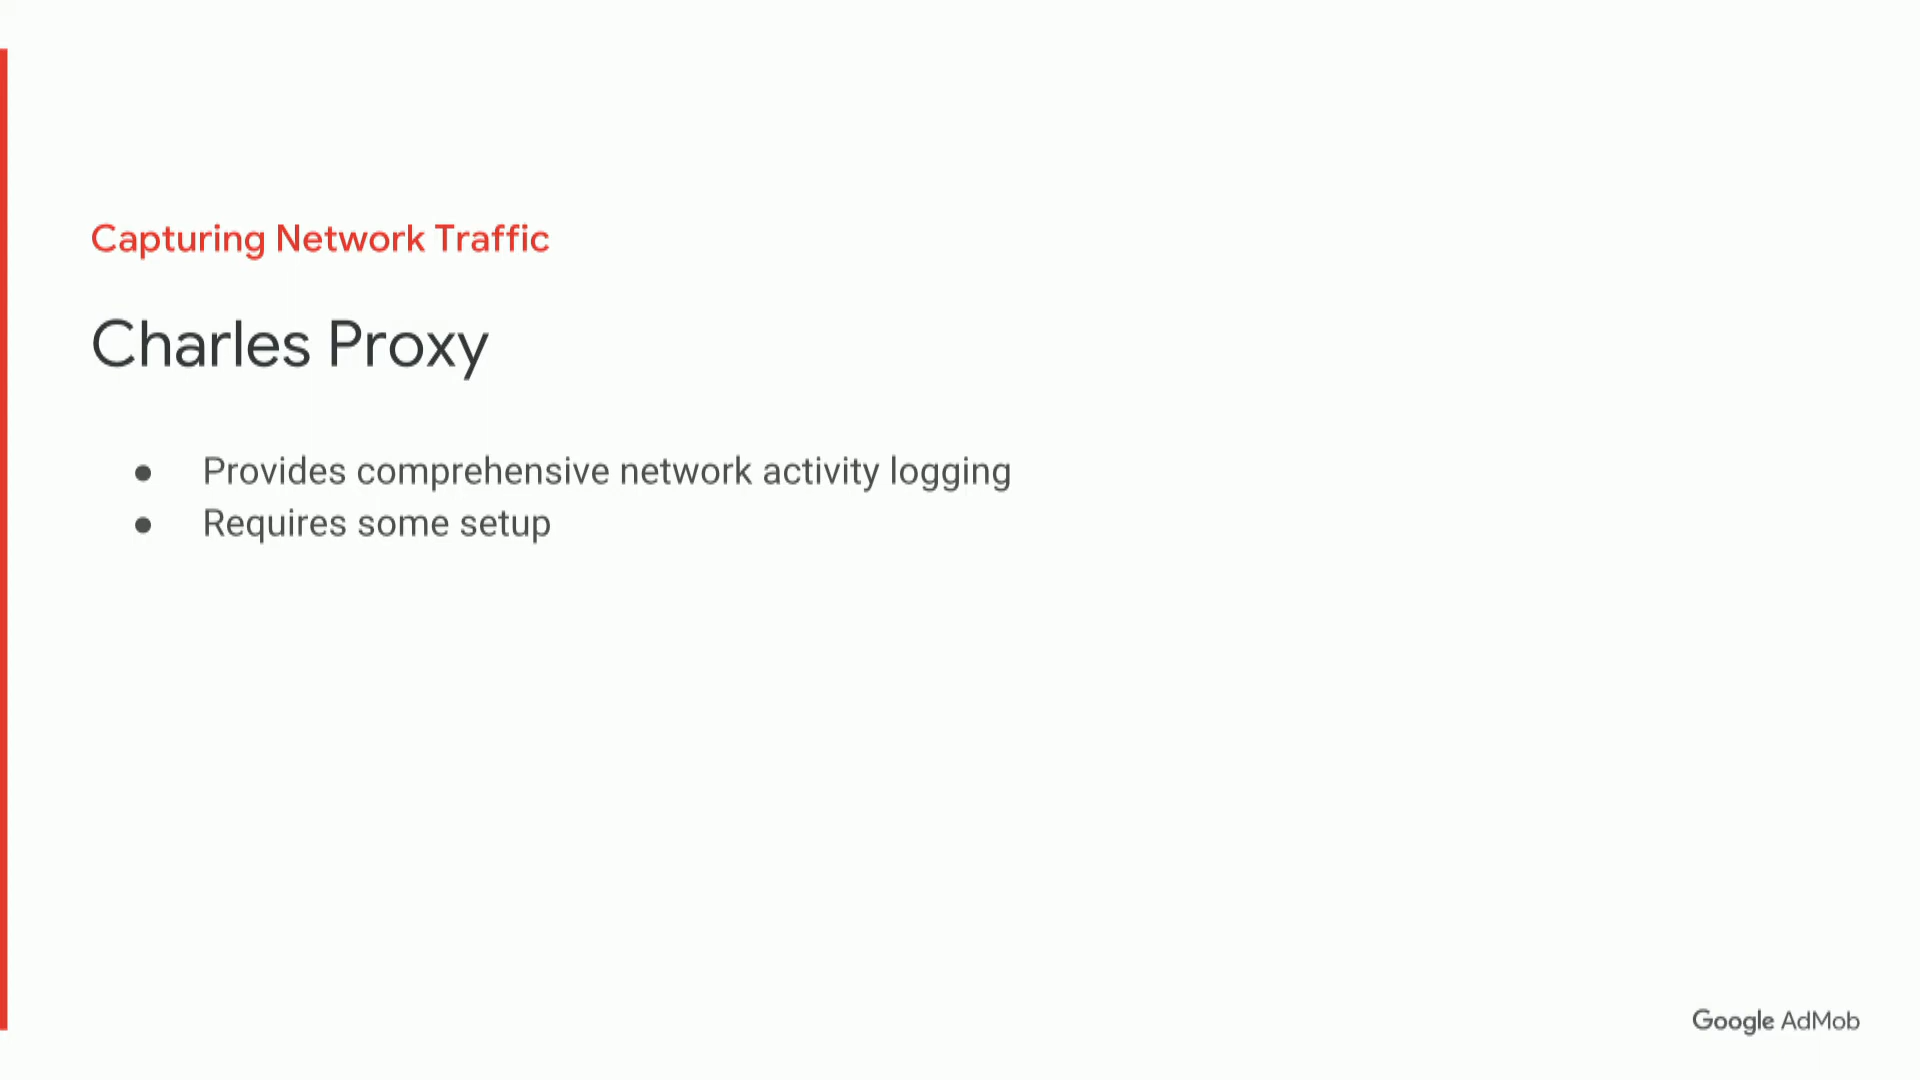 Capturing Network Traffic
Charles Proxy
● Provides comprehensive network activity logging
● Requires some setup
Google AdMob